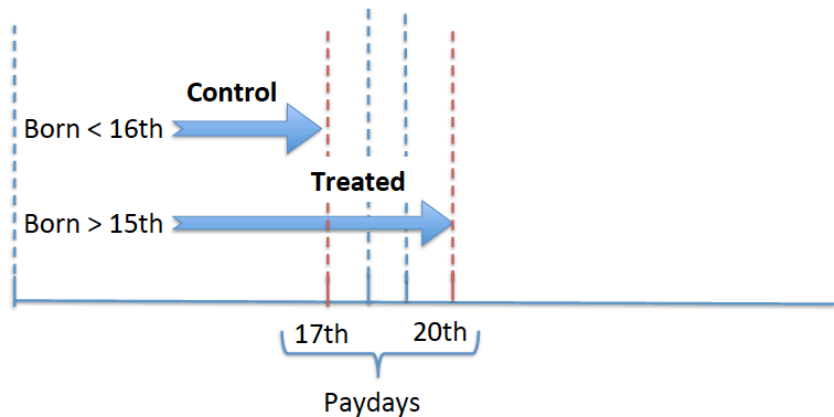 Control
Born < 16th
Treated
Born > 15th
17th
20th
Paydays